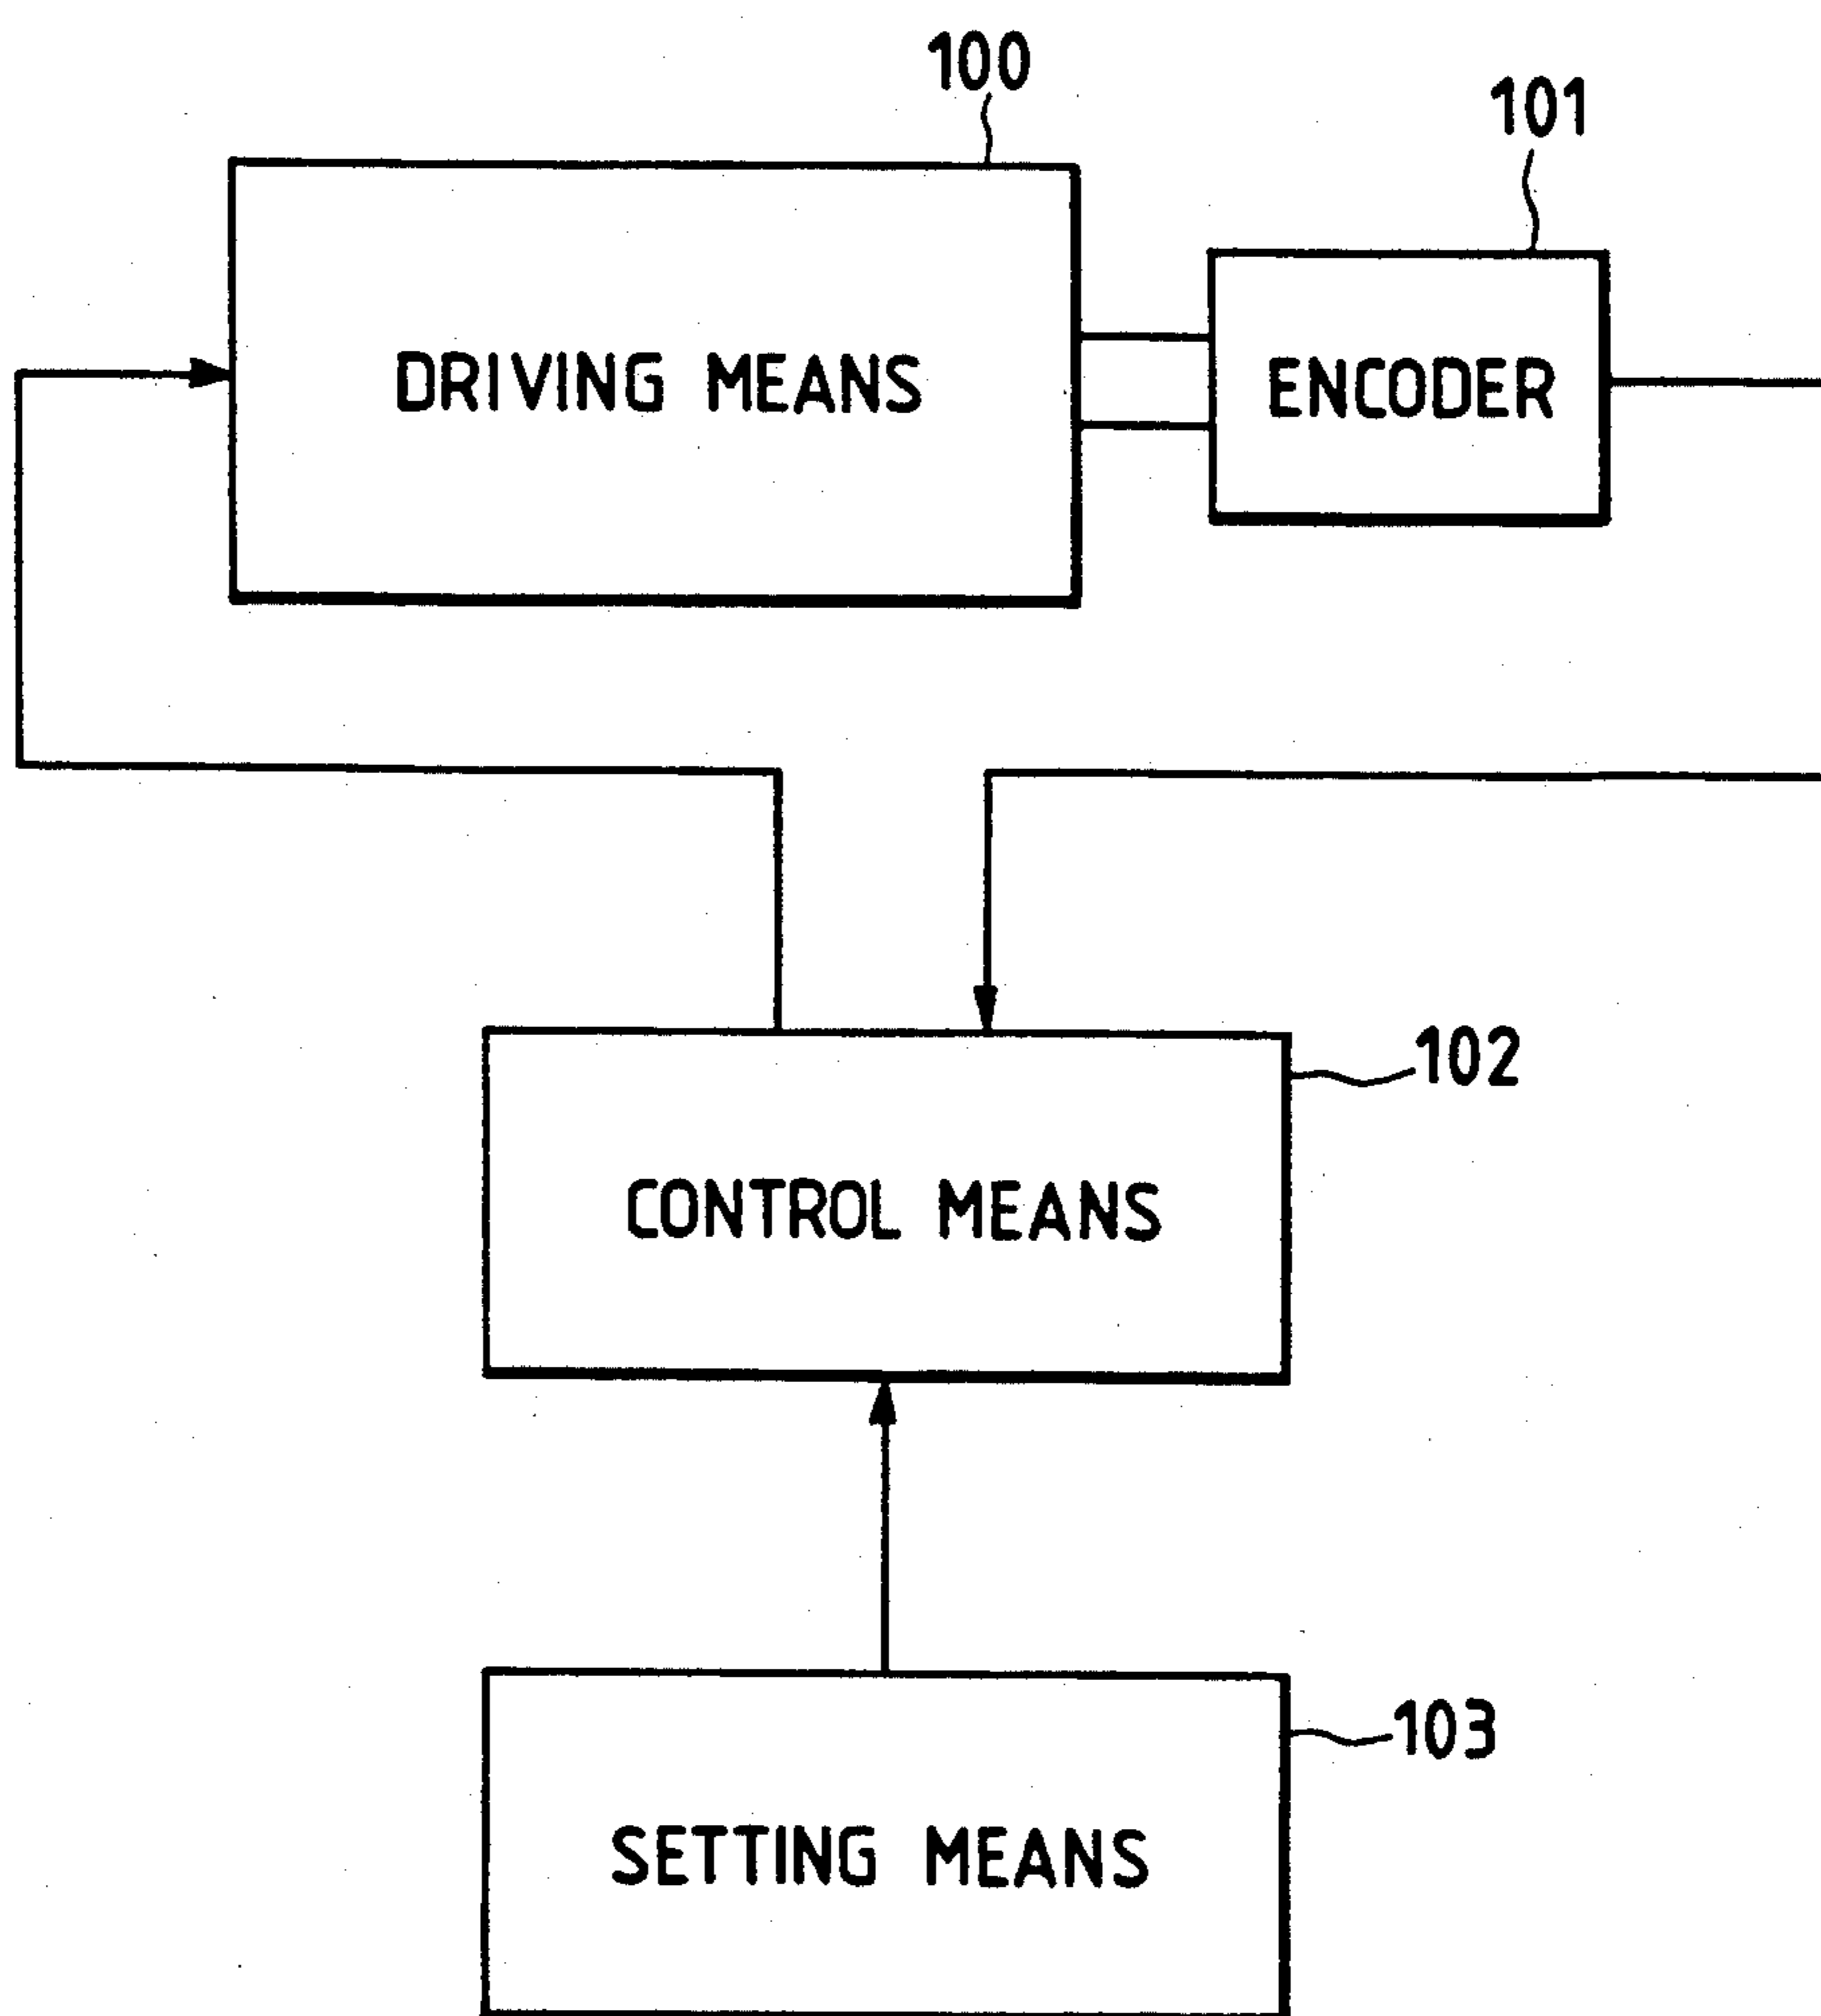 100
101
DRIVING MEANS
ENCODER
102
CONTROL MEANS
103
SETTING MEANS